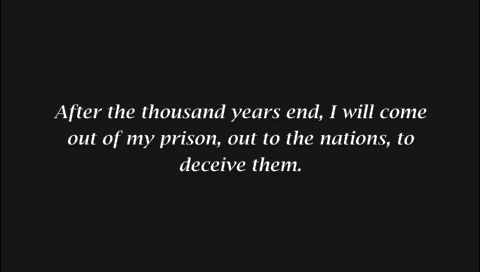 After the thousand years end, I will come
out of my prison, out to the nations, to
deceive them.